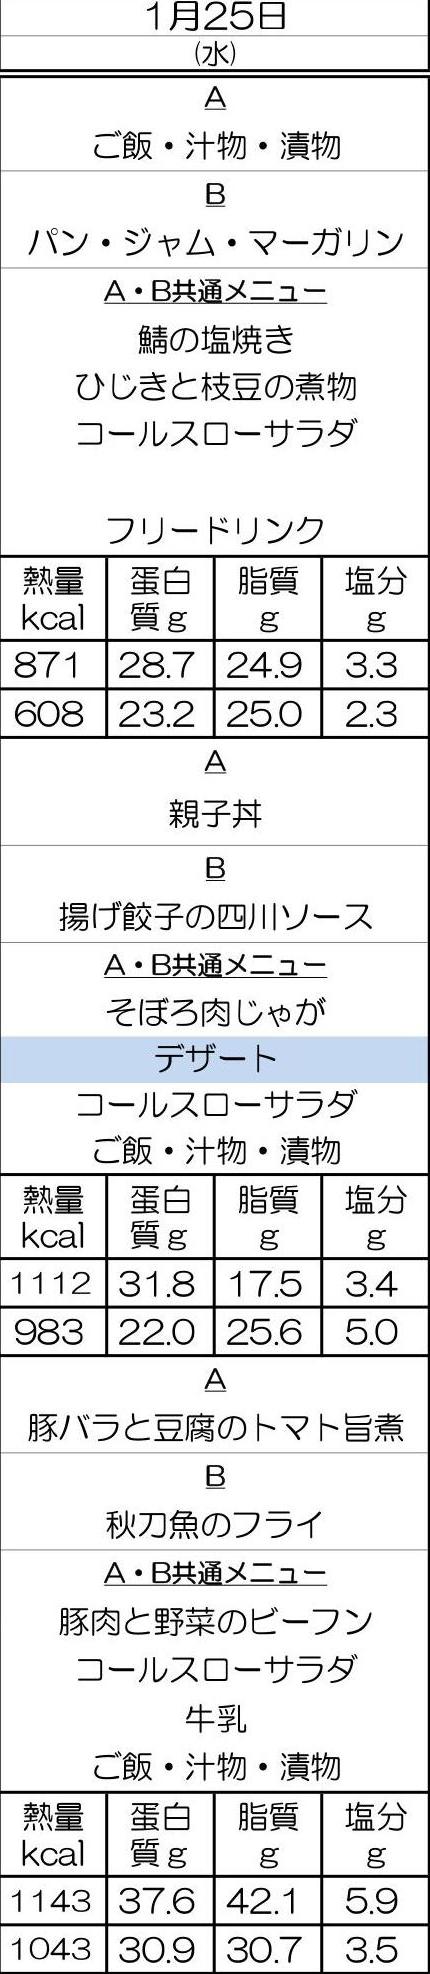 1月25日
(水)
A
ご飯・汁物・漬物
B
パン・ジャム・マーガリン
A・B共通メニュー
鯖の塩焼き
ひじきと枝豆の煮物
コールスローサラダ
フリードリンク
熱量 蛋白 脂質 塩分
kcal 質g g g
871 28.7 24.9 3.3
608 23.2 25.0 2.3
A
親子丼
B
揚げ餃子の四川ソース
A・B共通メニュー
そぼろ肉じゃが
デザート
コールスローサラダ
ご飯・汁物・漬物
熱量 蛋白 脂質 塩分
kcal 質g g g
1112 31.8 17.5 3.4
983 22.0 25.6 5.0
A
豚バラと豆腐のトマト旨煮
B
秋刀魚のフライ
A・B共通メニュー
豚肉と野菜のビーフン
コールスローサラダ
牛乳
ご飯・汁物・漬物
熱量 蛋白 脂質 塩分
kcal 質g g g
1143 37.6 42.1 5.9
1043 30.9 30.7 3.5